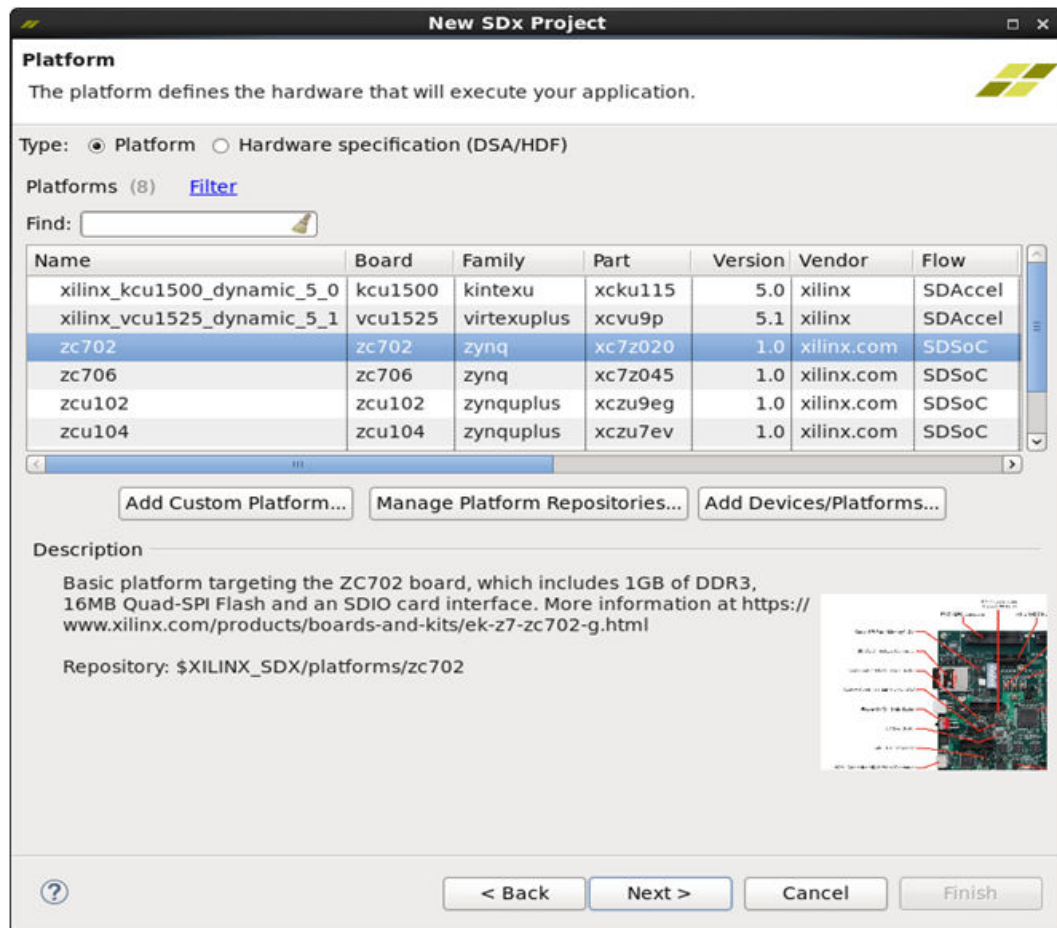 New SDx Project
Platform
The platform defines the hardware that will execute your application.
Type: Platform Hardware specification (DSA/HDF)
Platforms (8) Filter
Find:
Name Board Family Part Version Vendor Flow
xilinx_kcu1500_dynamic_5_0 kcu1500 kintexu xcku115 5.0 xilinx SDAccel
xilinx_vcu1525_dynamic_5_1 vcu1525 virtexuplus xcvu9p 5.1 xilinx SDAccel
zc702 zc702 zynq xc7z020 1.0 xilinx.com SDSoC
zc706 zc706 zynq xc7z045 1.0 xilinx.com SDSoC
zcu102 zcu102 zynquplus xczu9eg 1.0 xilinx.com SDSoC
zcu104 zcu104 zynquplus xczu7ev 1.0 xilinx.com SDSoC
Add Custom Platform... Manage Platform Repositories... Add Devices/Platforms...
Description
Basic platform targeting the ZC702 board, which includes 1GB of DDR3,
16MB Quad-SPI Flash and an SDIO card interface. More information at https://
www.xilinx.com/products/boards-and-kits/ek-z7-zc702-g.html
Repository: $XILINX_SDX/platforms/zc702
? < Back Next > Cancel Finish